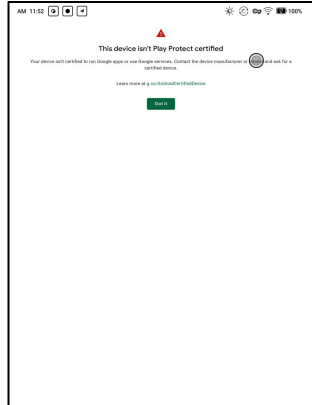 AM 11:52 100%
This device isn't Play Protect certified
Your device isn't certified to run Google apps or use Google services. Contact the device manufacturer or and ask for a
certified device.
Learn more at g.co/AndroidCertifiedDevice
Got it